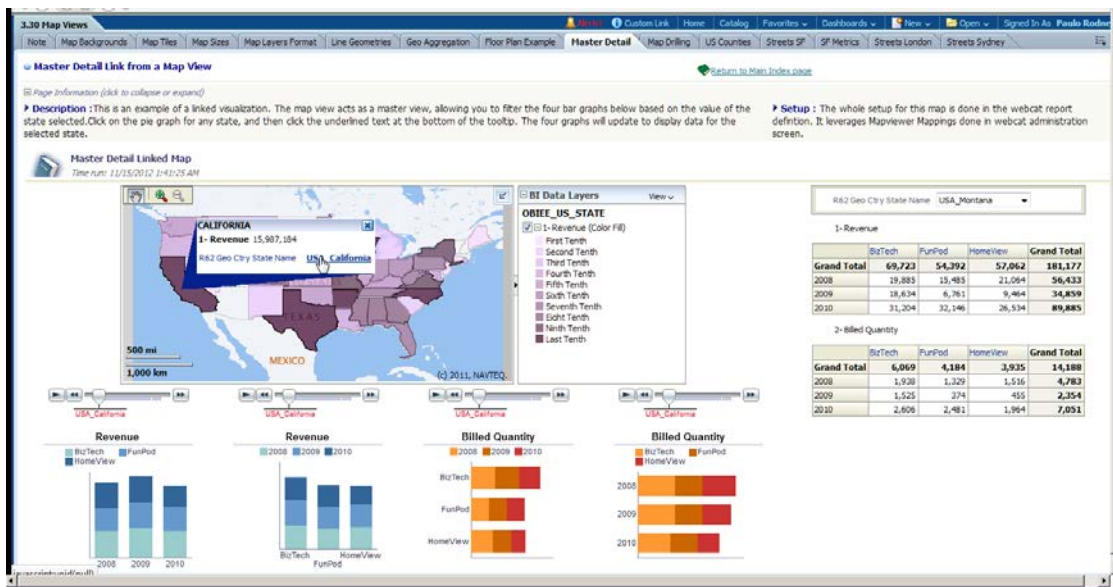 3.30 Map Views
Custom Link Home Catalog Favorites Dashboards New Open Signed In As Paulo Rodne
Note Map Backgrounds Map Tiles Map Sizes Map Layers Format Line Geometries Geo Aggregation Floor Plan Example Master Detail Map Drilling US Counties Streets SF SF Metrics Streets London Streets Sydney
Master Detail Link from a Map View
Return to Main Index page
Page Information (click to collapse or expand)
Description :This is an example of a linked visualization. The map view acts as a master view, allowing you to filter the four bar graphs below based on the value of the
state selected.Click on the pie graph for any state, and then click the underlined text at the bottom of the tooltip. The four graphs will update to display data for the
selected state.
Setup : The whole setup for this map is done in the webcat report
defintion. It leverages Mapviewer Mappings done in webcat administration
screen.
Master Detail Linked Map
Time run: 11/15/2012 1:41:25 AM
CALIFORNIA
1- Revenue 15,987,184
R62 Geo Ctry State Name USA_California
TEXAS
MEXICO
500 mi
1,000 km
(c) 2011, NAVTEQ
BI Data Layers View
OBIEE_US_STATE
1- Revenue (Color Fill)
First Tenth
Second Tenth
Third Tenth
Fourth Tenth
Fifth Tenth
Sixth Tenth
Seventh Tenth
Eight Tenth
Ninth Tenth
Last Tenth
R62 Geo Ctry State Name USA_Montana
1- Revenue
BizTech FunPod HomeView Grand Total
Grand Total 69,723 54,392 57,062 181,177
2008 19,885 15,485 21,064 56,433
2009 18,634 6,761 9,464 34,859
2010 31,204 32,146 26,534 89,885
2- Billed Quantity
BizTech FunPod HomeView Grand Total
Grand Total 6,069 4,184 3,935 14,188
2008 1,938 1,329 1,516 4,783
2009 1,525 374 455 2,354
2010 2,606 2,481 1,964 7,051
USA_California USA_California USA_California USA_California
Revenue
BizTech FunPod
HomeView
2008 2009 2010
Revenue
2008 2009 2010
BizTech HomeView
FunPod
Billed Quantity
2008 2009 2010
BizTech
FunPod
HomeView
Billed Quantity
BizTech FunPod
HomeView
2008
2009
2010